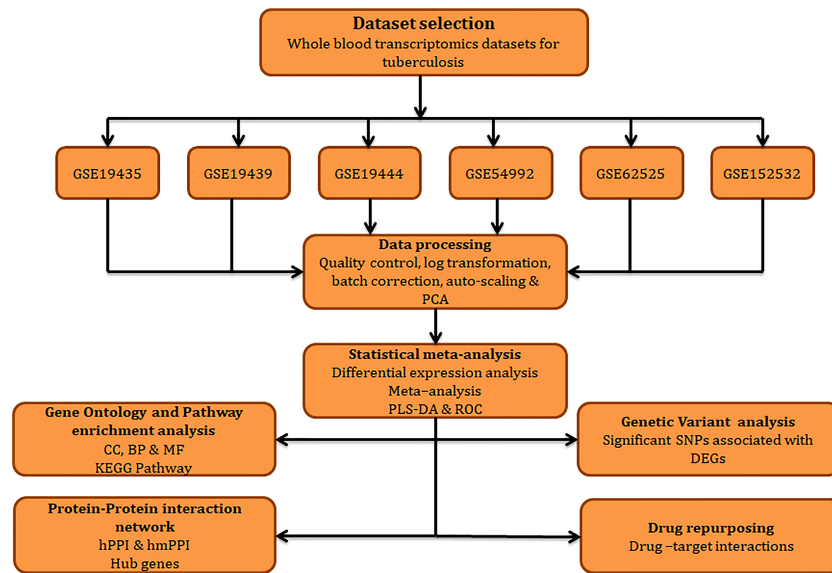 Dataset selection
Whole blood transcriptomics datasets for
tuberculosis
GSE19435
GSE19439
GSE19444
GSE54992
GSE62525
GSE152532
Data processing
Quality control, log transformation,
batch correction, auto-scaling &
PCA
Statistical meta-analysis
Differential expression analysis
Meta–analysis
PLS-DA & ROC
Gene Ontology and Pathway
enrichment analysis
CC, BP & MF
KEGG Pathway
Genetic Variant analysis
Significant SNPs associated with
DEGs
Protein-Protein interaction
network
hPPI & hmPPI
Hub genes
Drug repurposing
Drug –target interactions